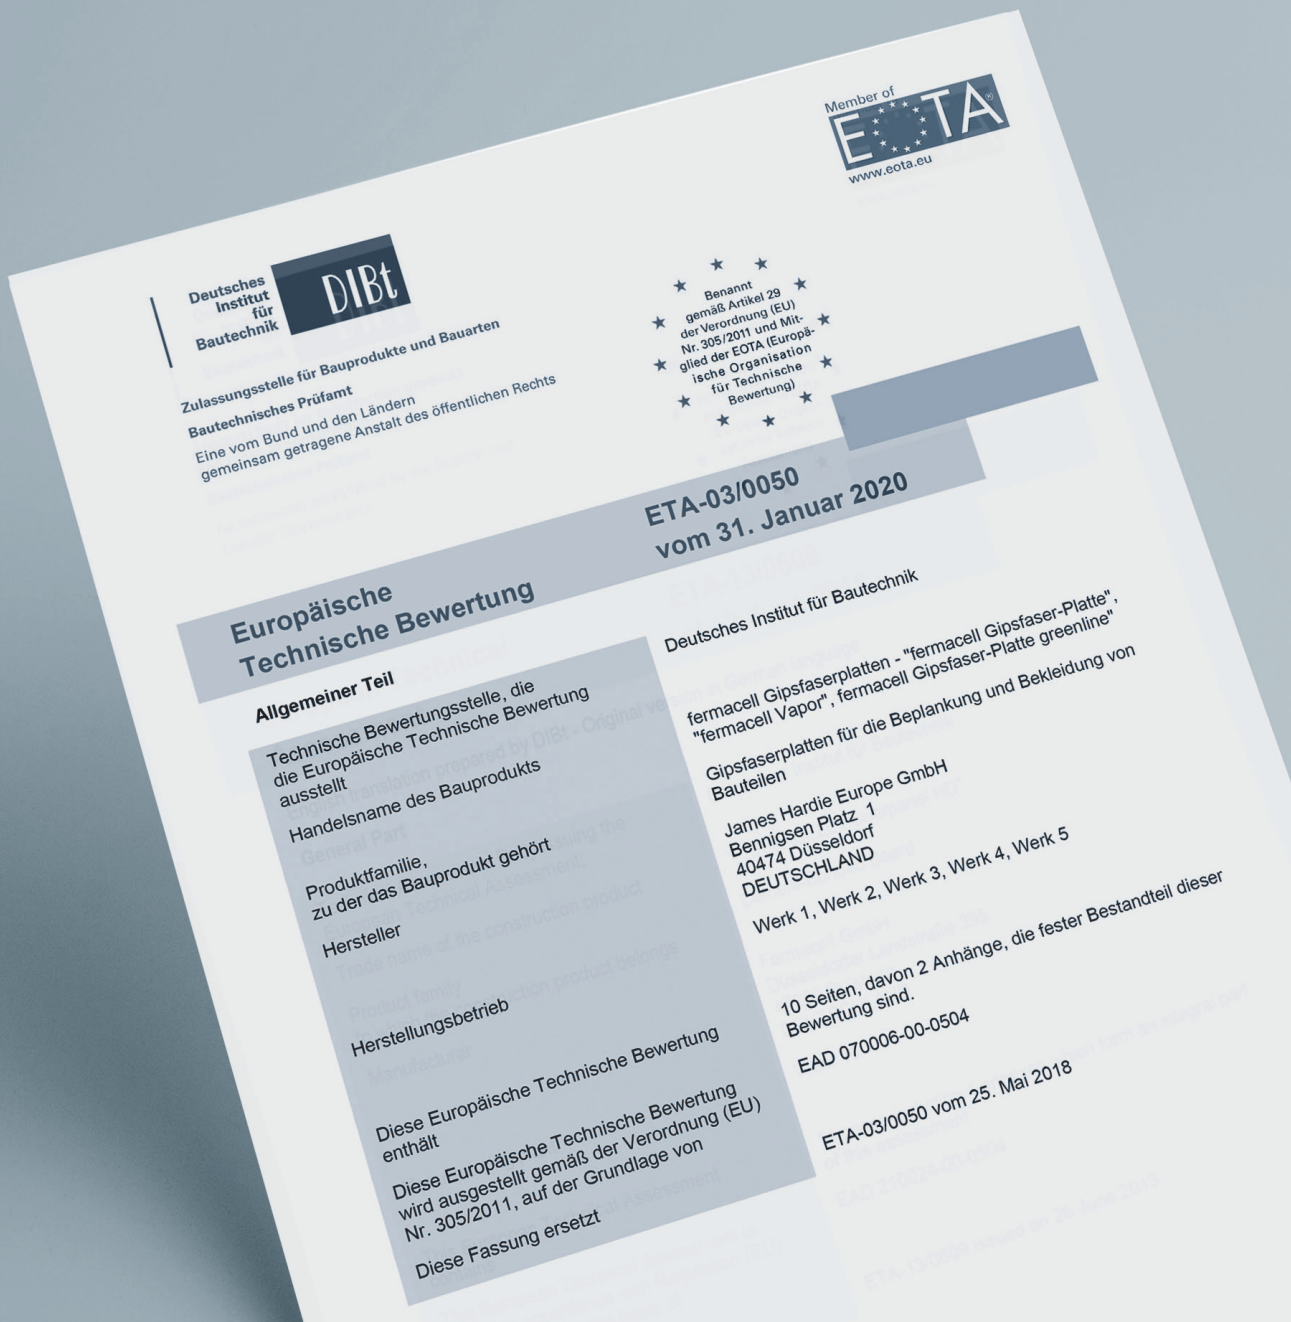 Member of
EOTA®
www.eota.eu
Deutsches
Institut
für
Bautechnik
DIBt
Zulassungsstelle für Bauprodukte und Bauarten
Bautechnisches Prüfamt
Eine vom Bund und den Ländern
gemeinsam getragene Anstalt des öffentlichen Rechts
Benannt
gemäß Artikel 29
der Verordnung (EU)
Nr. 305/2011 und Mit-
glied der EOTA (Europä-
ische Organisation
für Technische
Bewertung)
Europäische
Technische Bewertung
ETA-03/0050
vom 31. Januar 2020
Allgemeiner Teil
Technische Bewertungsstelle, die
die Europäische Technische Bewertung
ausstellt
Deutsches Institut für Bautechnik
Handelsname des Bauprodukts
fermacell Gipsfaserplatten - "fermacell Gipsfaser-Platte",
"fermacell Vapor", fermacell Gipsfaser-Platte greenline"
Produktfamilie,
zu der das Bauprodukt gehört
Gipsfaserplatten für die Beplankung und Bekleidung von
Bauteilen
Hersteller
James Hardie Europe GmbH
Bennigsen Platz 1
40474 Düsseldorf
DEUTSCHLAND
Herstellungsbetrieb
Werk 1, Werk 2, Werk 3, Werk 4, Werk 5
Diese Europäische Technische Bewertung
enthält
10 Seiten, davon 2 Anhänge, die fester Bestandteil dieser
Bewertung sind.
Diese Europäische Technische Bewertung
wird ausgestellt gemäß der Verordnung (EU)
Nr. 305/2011, auf der Grundlage von
EAD 070006-00-0504
Diese Fassung ersetzt
ETA-03/0050 vom 25. Mai 2018